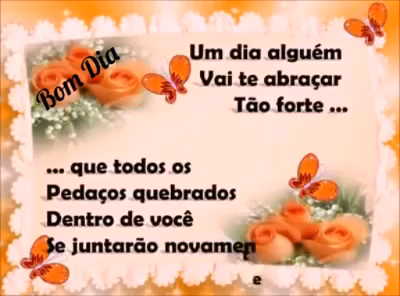 Bom Dia
Um dia alguém
Vai te abraçar
Tão forte ...
... que todos os
Pedaços quebrados
Dentro de você
Se juntarão novamen
t
e